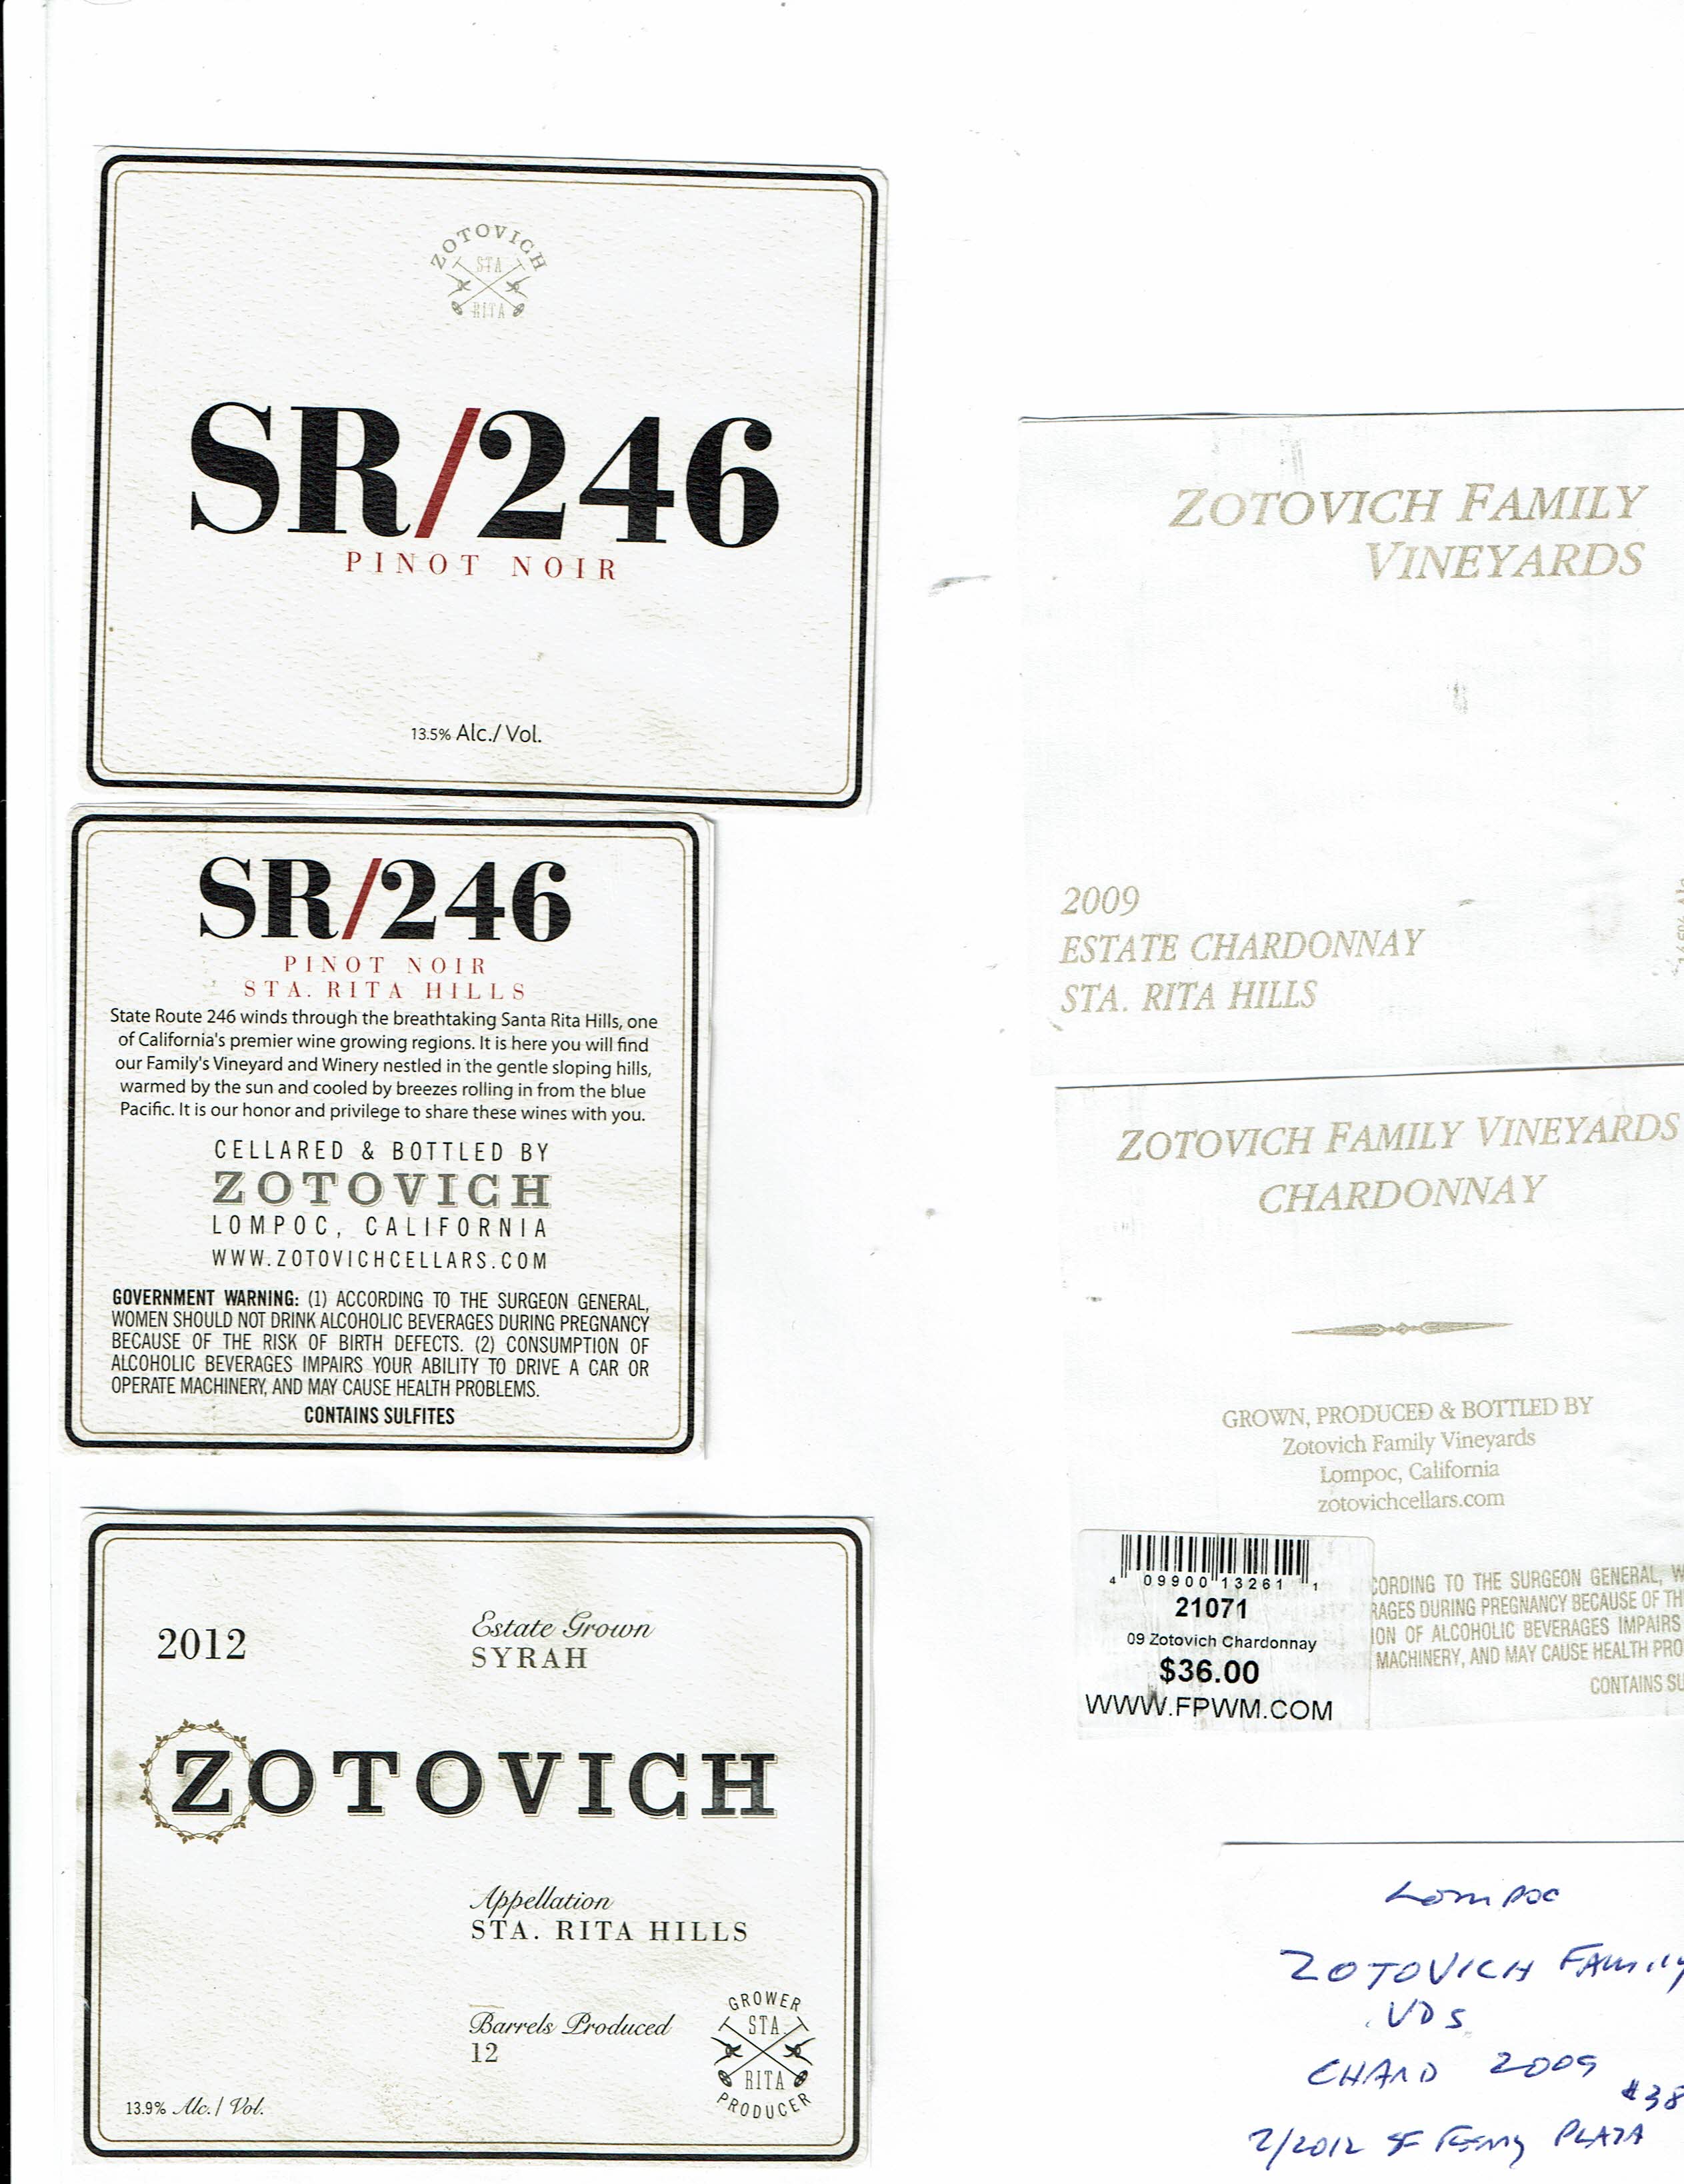 ZOTOVICH
STA
RITA
SR/246
PINOT NOIR
13.5% Alc./ Vol.
SR/246
PINOT NOIR
STA. RITA HILLS
State Route 246 winds through the breathtaking Santa Rita Hills, one
of California's premier wine growing regions. It is here you will find
our Family's Vineyard and Winery nestled in the gentle sloping hills,
warmed by the sun and cooled by breezes rolling in from the blue
Pacific. It is our honor and privilege to share these wines with you.
CELLARED & BOTTLED BY
ZOTOVICH
LOMPOC, CALIFORNIA
WWW.ZOTOVICHCELLARS.COM
GOVERNMENT WARNING: (1) ACCORDING TO THE SURGEON GENERAL,
WOMEN SHOULD NOT DRINK ALCOHOLIC BEVERAGES DURING PREGNANCY
BECAUSE OF THE RISK OF BIRTH DEFECTS. (2) CONSUMPTION OF
ALCOHOLIC BEVERAGES IMPAIRS YOUR ABILITY TO DRIVE A CAR OR
OPERATE MACHINERY, AND MAY CAUSE HEALTH PROBLEMS.
CONTAINS SULFITES
2012
Estate Grown
SYRAH
ZOTOVICH
Appellation
STA. RITA HILLS
Barrels Produced
12
GROWER
STA.
RITA
PRODUCER
13.9% Alc. / Vol.
ZOTOVICH FAMILY
VINEYARDS
2009
ESTATE CHARDONNAY
STA. RITA HILLS
ZOTOVICH FAMILY VINEYARDS
CHARDONNAY
GROWN, PRODUCED & BOTTLED BY
Zotovich Family Vineyards
Lompoc, California
zotovichcellars.com
4 09900 13261 1
21071
09 Zotovich Chardonnay
$36.00
WWW.FPWM.COM
CORDING TO THE SURGEON GENERAL, W
RAGES DURING PREGNANCY BECAUSE OF TH
ION OF ALCOHOLIC BEVERAGES IMPAIRS
MACHINERY, AND MAY CAUSE HEALTH PRO
CONTAINS SU
Lompoc
ZOTOVICH FAMILY
VDS
CHARD 2009
$38
2/2012 SF FERRY PLAZA